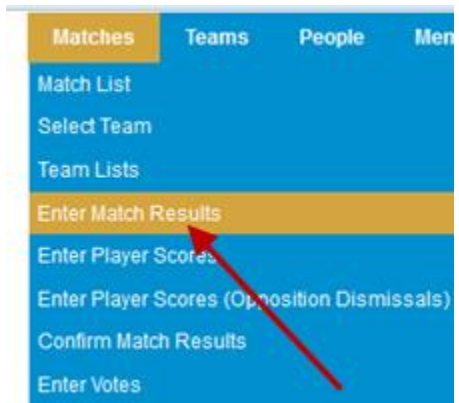 Matches Teams People Men
Match List
Select Team
Team Lists
Enter Match Results
Enter Player Scores
Enter Player Scores (Opposition Dismissals)
Confirm Match Results
Enter Votes